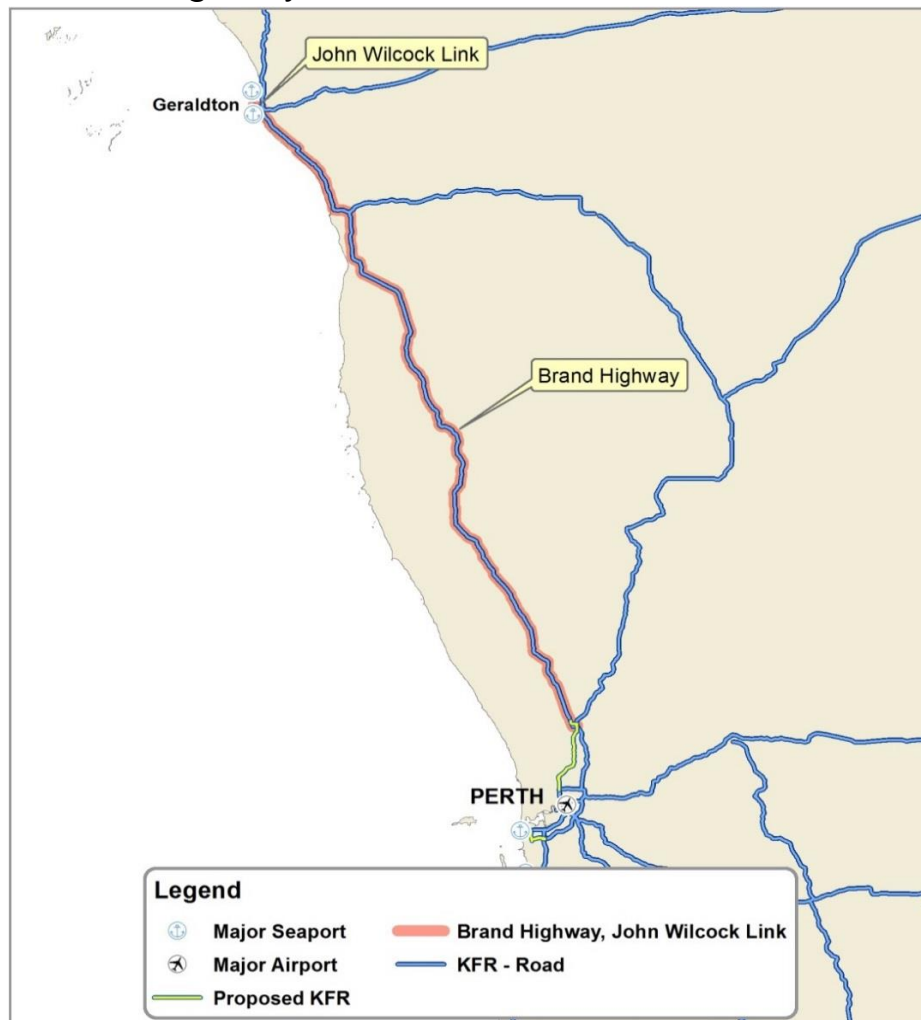 John Wilcock Link
Geraldton
Brand Highway
PERTH
Legend
Major Seaport
Brand Highway, John Wilcock Link
Major Airport
KFR - Road
Proposed KFR